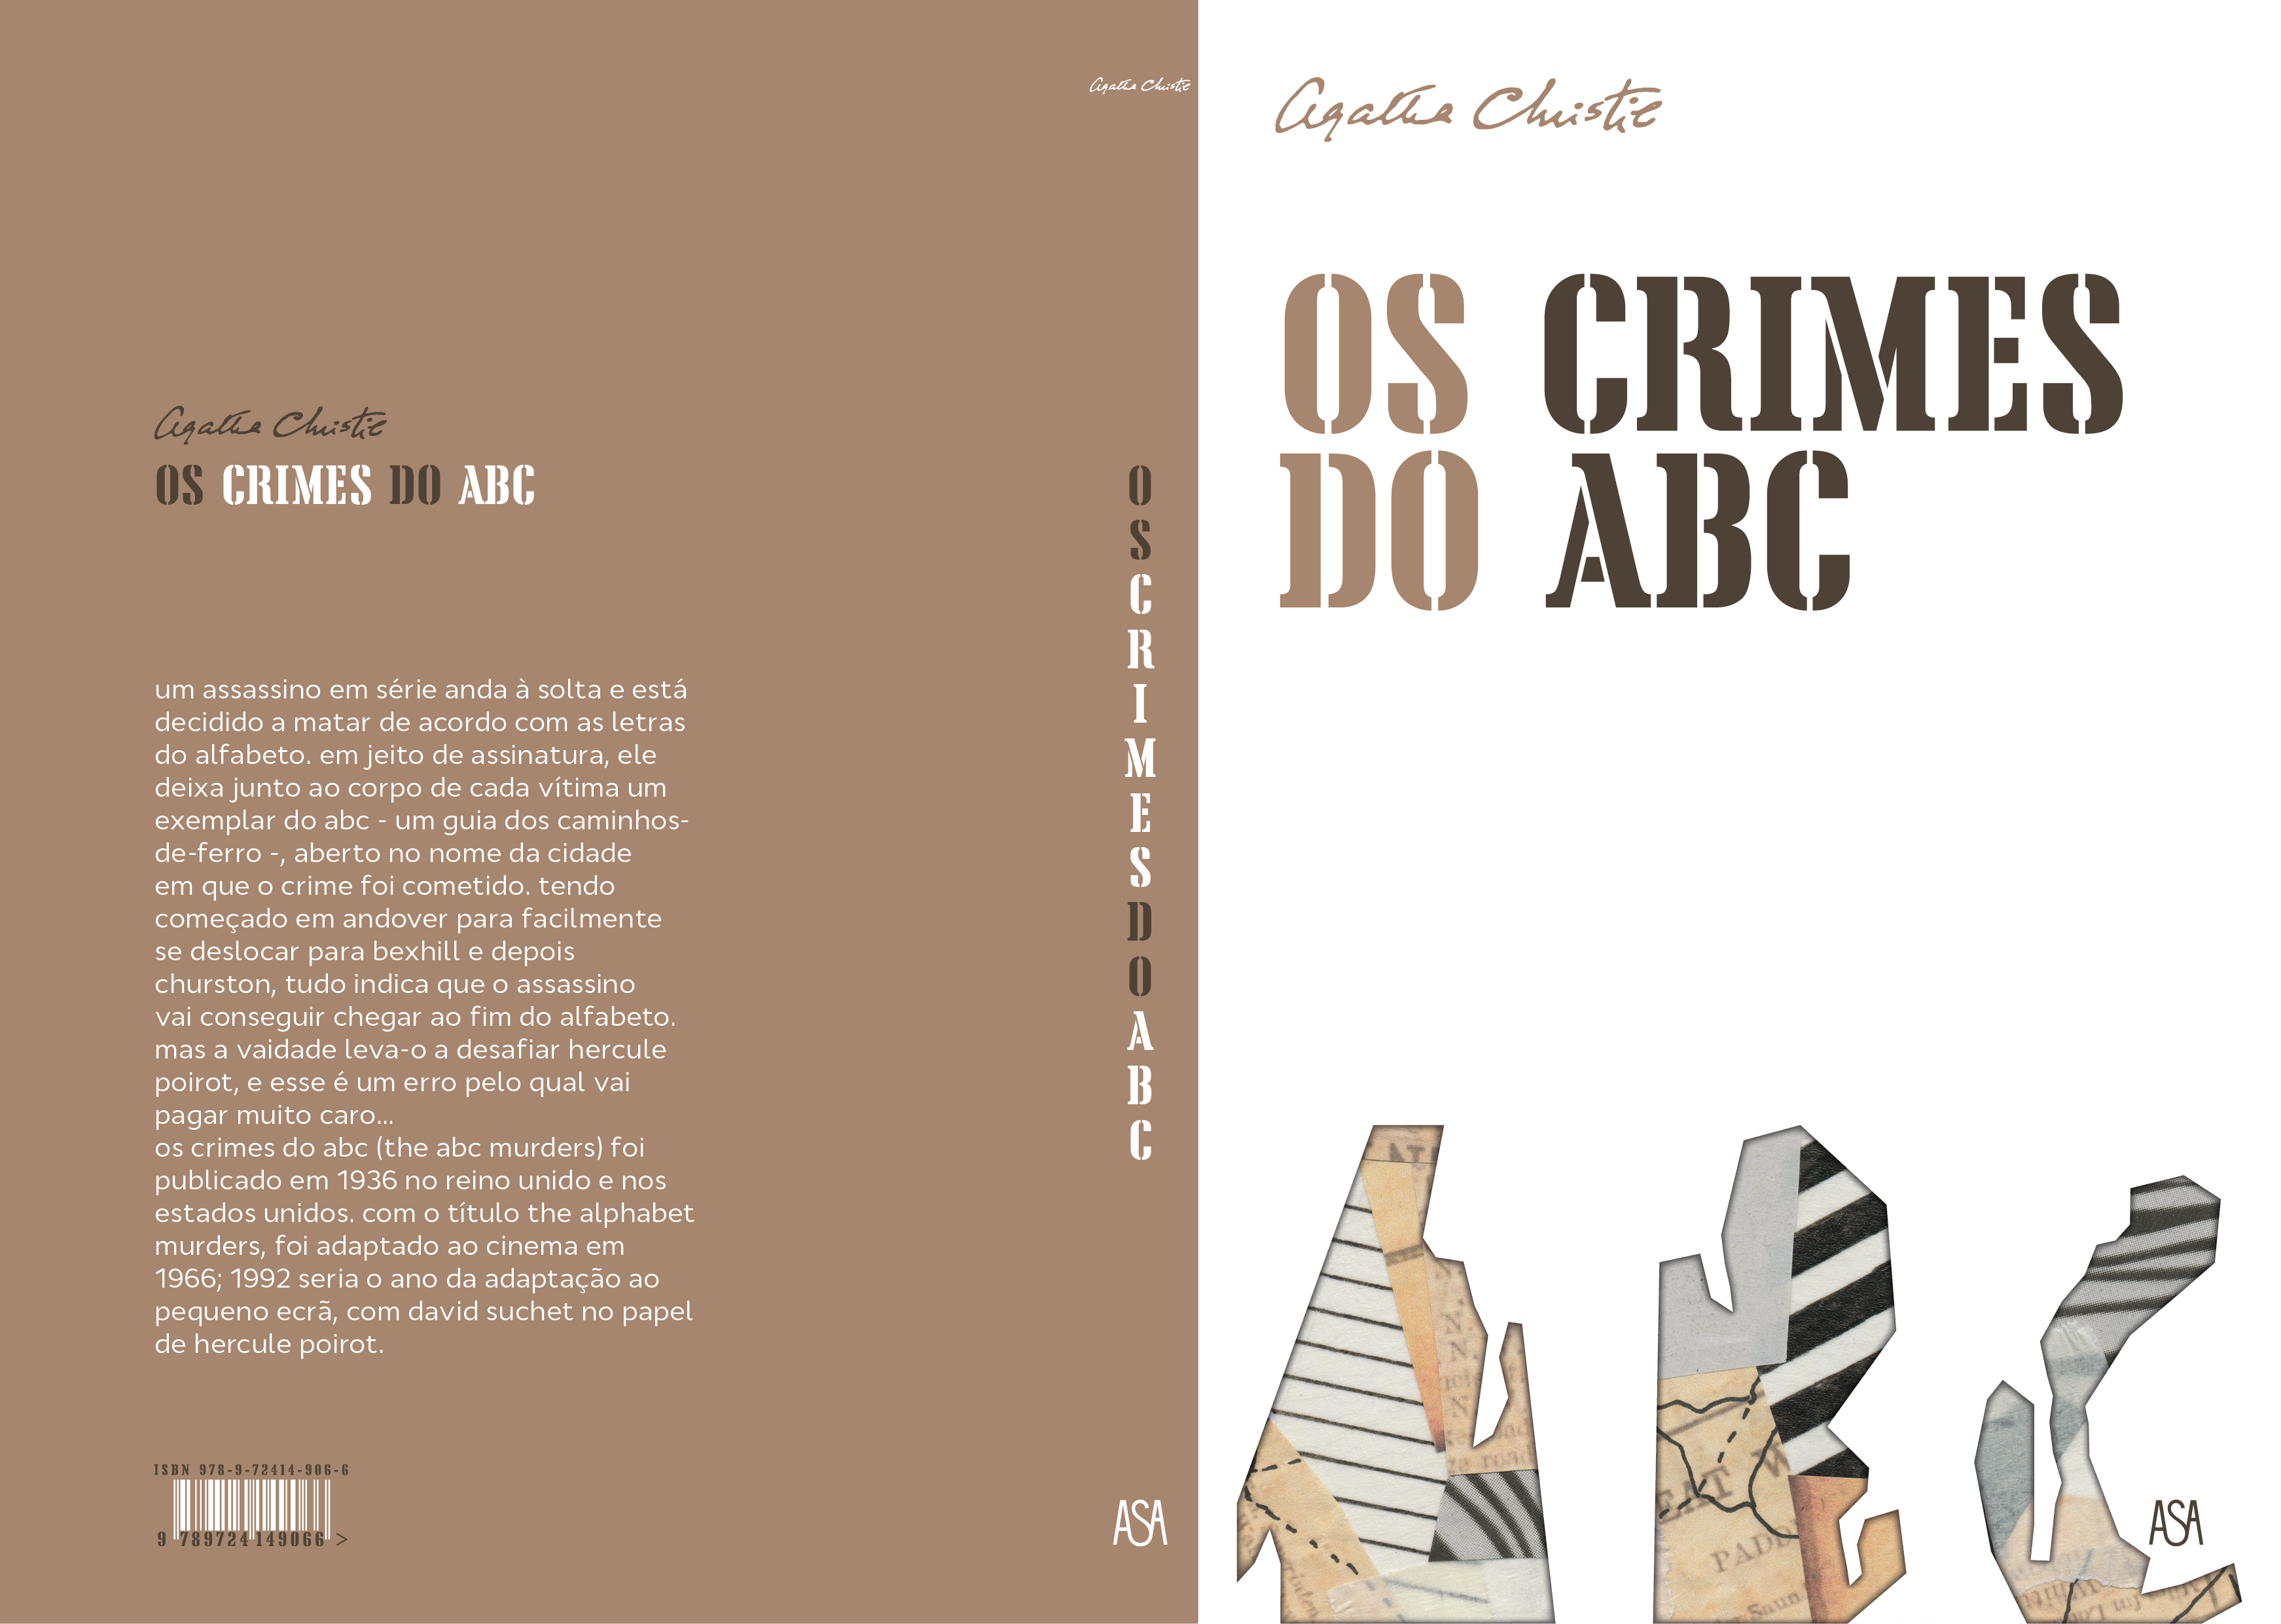 Agatha Christie
OS CRIMES DO ABC
um assassino em série anda à solta e está
decidido a matar de acordo com as letras
do alfabeto. em jeito de assinatura, ele
deixa junto ao corpo de cada vítima um
exemplar do abc - um guia dos caminhos-
de-ferro -, aberto no nome da cidade
em que o crime foi cometido. tendo
começado em andover para facilmente
se deslocar para bexhill e depois
churston, tudo indica que o assassino
vai conseguir chegar ao fim do alfabeto.
mas a vaidade leva-o a desafiar hercule
poirot, e esse é um erro pelo qual vai
pagar muito caro...
os crimes do abc (the abc murders) foi
publicado em 1936 no reino unido e nos
estados unidos. com o título the alphabet
murders, foi adaptado ao cinema em
1966; 1992 seria o ano da adaptação ao
pequeno ecrã, com david suchet no papel
de hercule poirot.
ISBN 978-9-72414-906-6
9 789724 149066 >
Agatha Christie
OS CRIMES DO ABC
ASA
Agatha Christie
OS CRIMES
DO ABC
N.
N.
N
road
EAT W
PADD
ASA